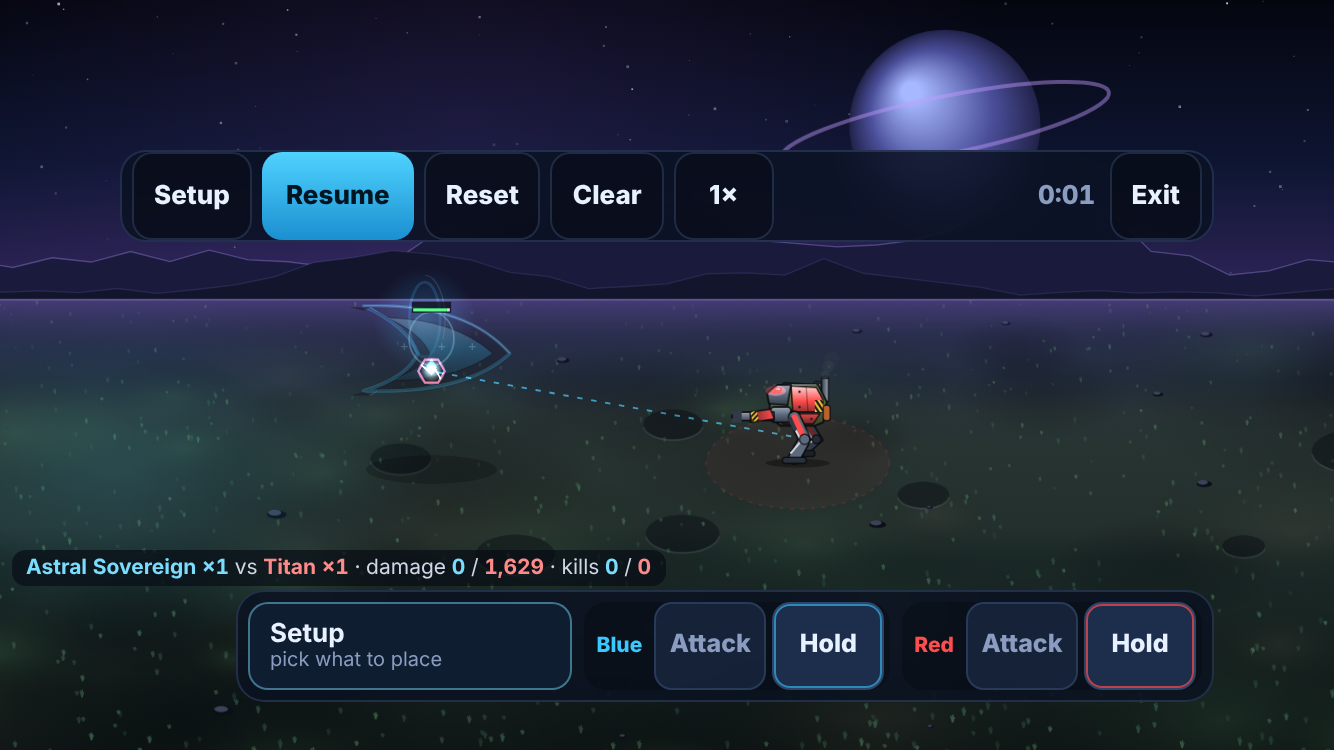 Setup Resume Reset Clear 1× 0:01 Exit
Astral Sovereign ×1 vs Titan ×1 · damage 0 / 1,629 · kills 0 / 0
Setup
pick what to place
Blue Attack Hold Red Attack Hold